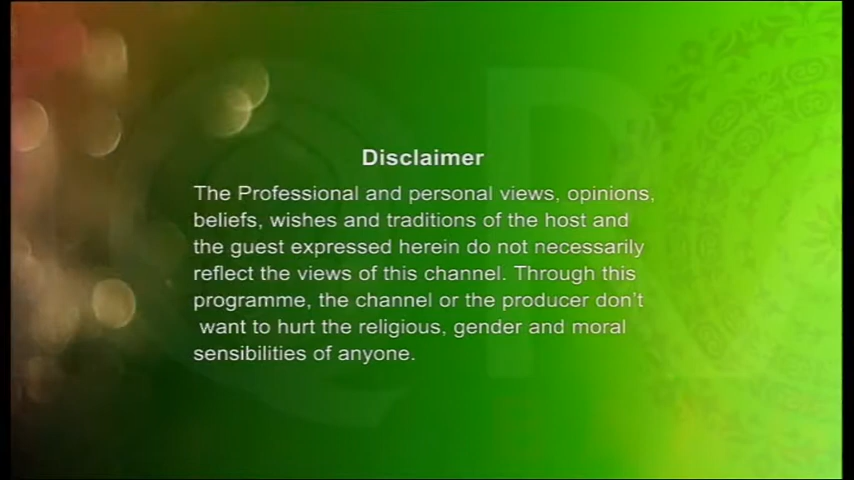 Disclaimer
The Professional and personal views, opinions,
beliefs, wishes and traditions of the host and
the guest expressed herein do not necessarily
reflect the views of this channel. Through this
programme, the channel or the producer don't
want to hurt the religious, gender and moral
sensibilities of anyone.